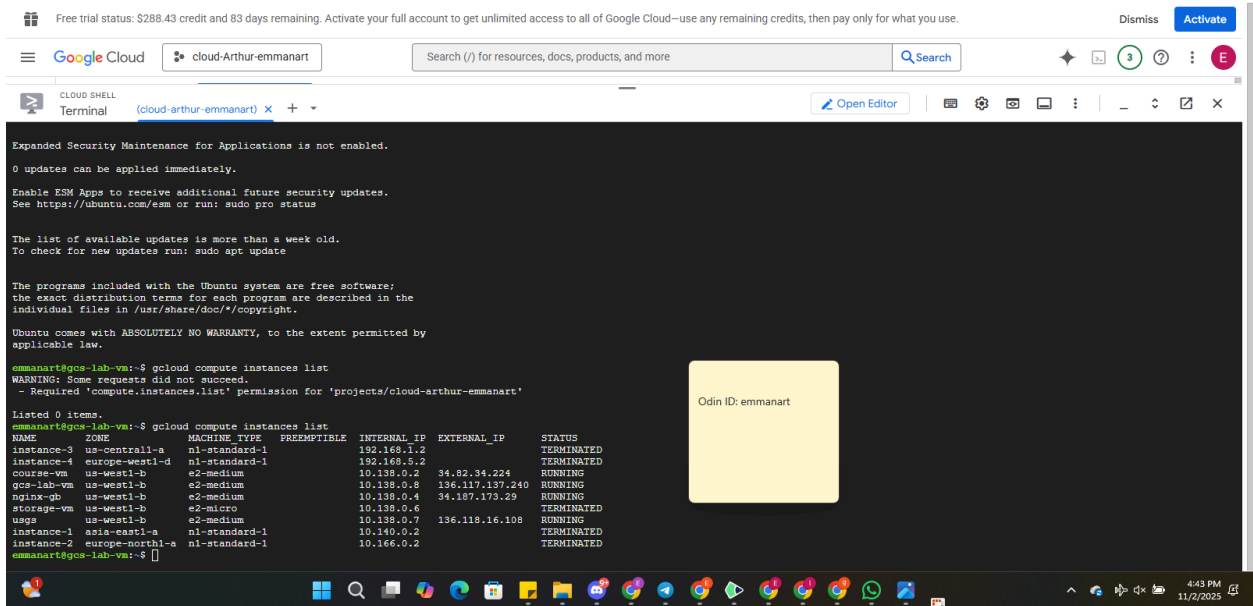 Free trial status: $288.43 credit and 83 days remaining. Activate your full account to get unlimited access to all of Google Cloud—use any remaining credits, then pay only for what you use.
Dismiss
Activate
Google Cloud
cloud-Arthur-emmanart
Search (/) for resources, docs, products, and more
Search
3
E
CLOUD SHELL
Terminal
(cloud-arthur-emmanart)
Open Editor
Expanded Security Maintenance for Applications is not enabled.
0 updates can be applied immediately.
Enable ESM Apps to receive additional future security updates.
See https://ubuntu.com/esm or run: sudo pro status
The list of available updates is more than a week old.
To check for new updates run: sudo apt update
The programs included with the Ubuntu system are free software;
the exact distribution terms for each program are described in the
individual files in /usr/share/doc/*/copyright.
Ubuntu comes with ABSOLUTELY NO WARRANTY, to the extent permitted by
applicable law.
emmanart@gcs-lab-vm:~$ gcloud compute instances list
WARNING: Some requests did not succeed.
- Required 'compute.instances.list' permission for 'projects/cloud-arthur-emmanart'
Listed 0 items.
emmanart@gcs-lab-vm:~$ gcloud compute instances list
NAME ZONE MACHINE_TYPE PREEMPTIBLE INTERNAL_IP EXTERNAL_IP STATUS
instance-3 us-central1-a n1-standard-1 192.168.1.2 TERMINATED
instance-4 europe-west1-d n1-standard-1 192.168.5.2 TERMINATED
course-vm us-west1-b e2-medium 10.138.0.2 34.82.34.224 RUNNING
gcs-lab-vm us-west1-b e2-medium 10.138.0.8 136.117.137.240 RUNNING
nginx-gb us-west1-b e2-medium 10.138.0.4 34.187.173.29 RUNNING
storage-vm us-west1-b e2-micro 10.138.0.6 TERMINATED
usgs us-west1-b e2-medium 10.138.0.7 136.118.16.108 RUNNING
instance-1 asia-east1-a n1-standard-1 10.140.0.2 TERMINATED
instance-2 europe-north1-a n1-standard-1 10.166.0.2 TERMINATED
emmanart@gcs-lab-vm:~$
Odin ID: emmanart
4:43 PM
11/2/2025